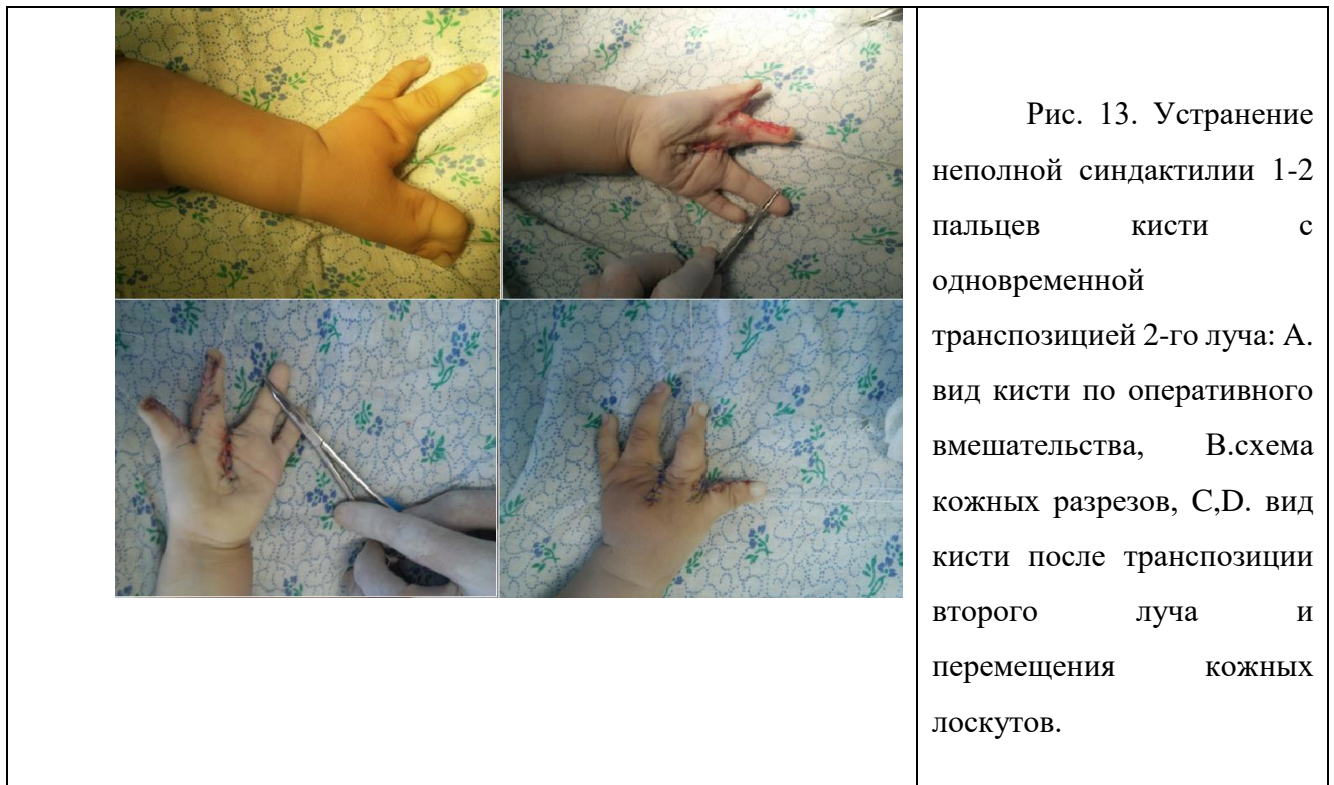 Рис. 13. Устранение
неполной синдактилии 1-2
пальцев кисти с
одновременной
транспозицией 2-го луча: А.
вид кисти по оперативного
вмешательства, В.схема
кожных разрезов, С,D. вид
кисти после транспозиции
второго луча и
перемещения кожных
лоскутов.